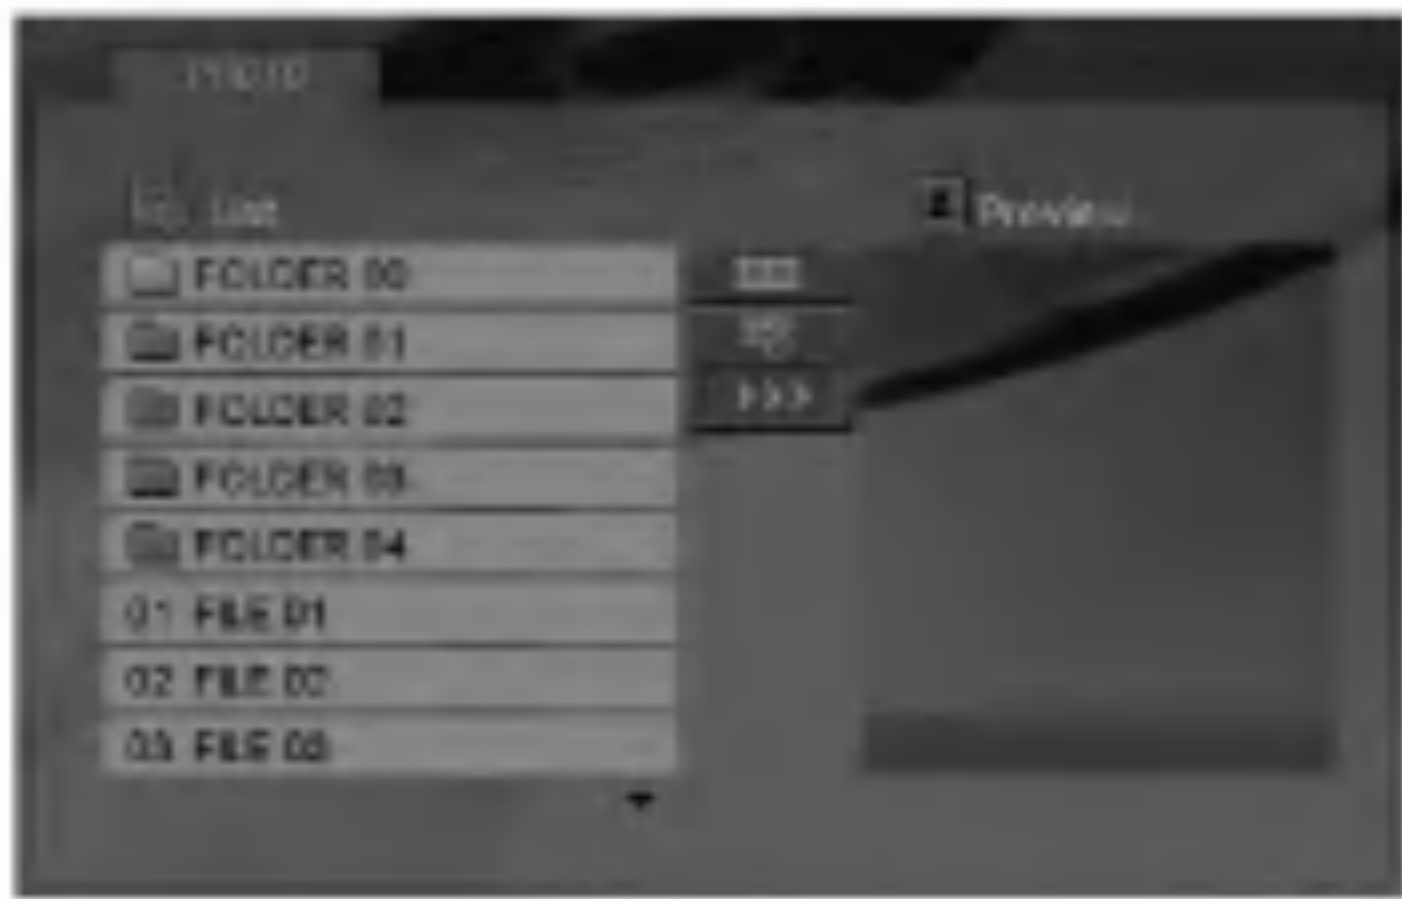 PHOTO
List
Preview
FOLDER 00
FOLDER 01
FOLDER 02
FOLDER 03
FOLDER 04
01 FILE 01
02 FILE 02
03 FILE 03
>>>